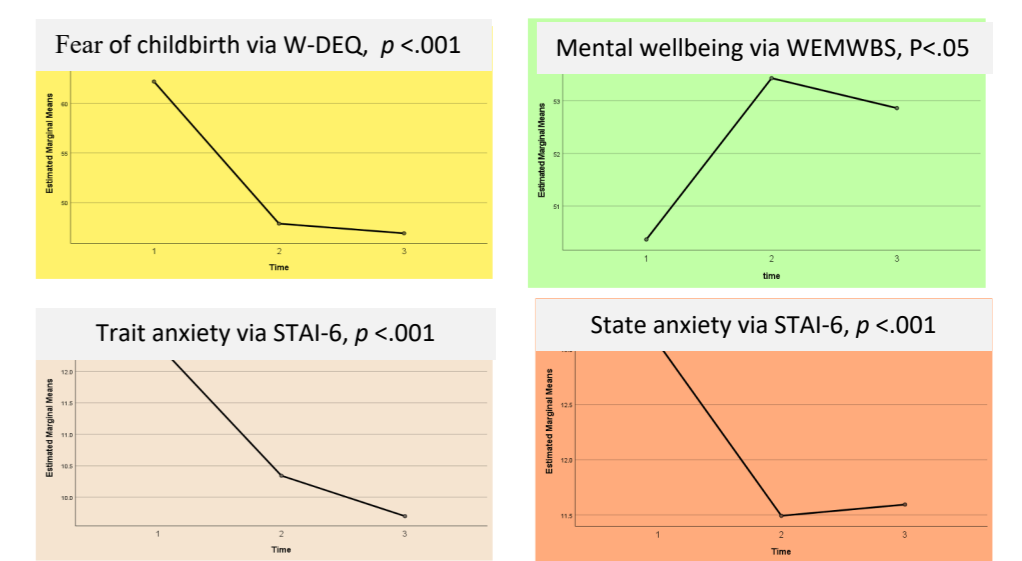 Fear of childbirth via W-DEQ, p <.001
60
55
50
Estimated Marginal Means
1 2 3
Time
Mental wellbeing via WEMWBS, P<.05
53
52
51
Estimated Marginal Means
1 2 3
time
Trait anxiety via STAI-6, p <.001
12.0
11.5
11.0
10.5
10.0
Estimated Marginal Means
1 2 3
Time
State anxiety via STAI-6, p <.001
12.5
12.0
11.5
Estimated Marginal Means
1 2 3
Time